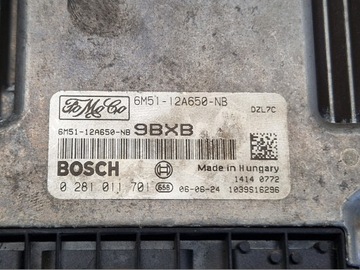 FoMoCo 6M51-12A650-NB
DZL7C
6M51-12A650-NB 9BXB
BOSCH Made in Hungary
1414 0772
0 281 011 701 666 06-06-24 1039S16296